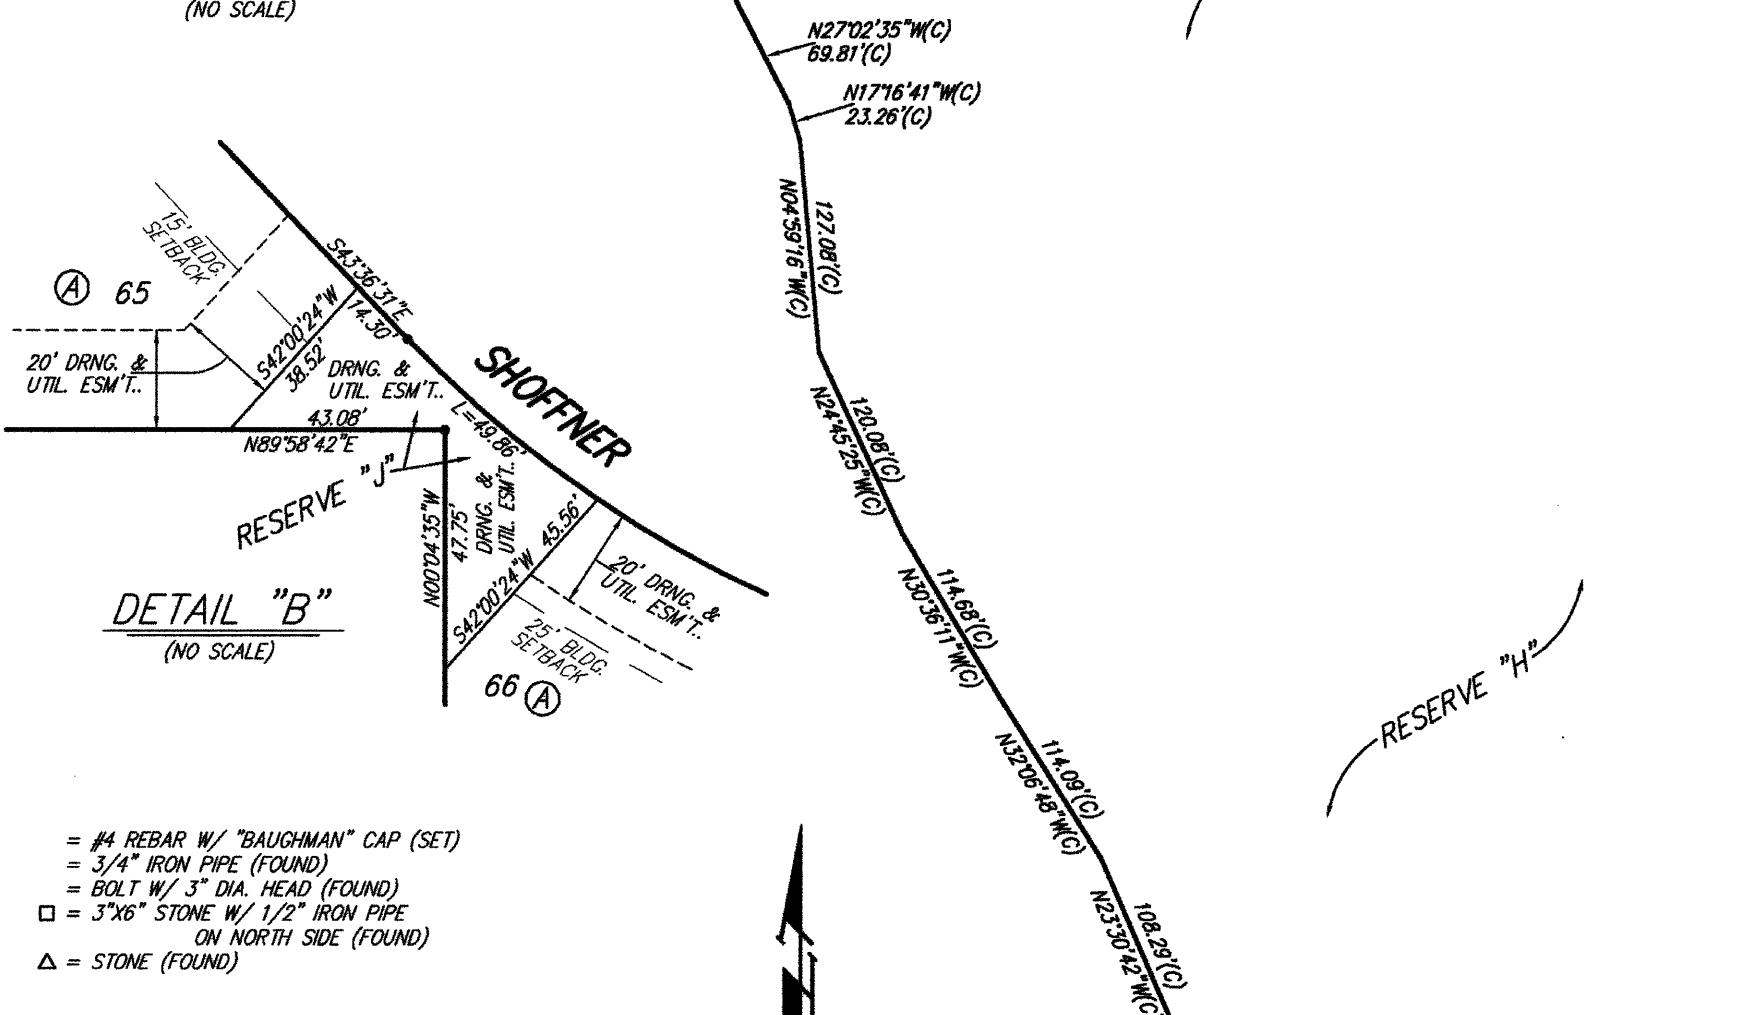 (NO SCALE)
N27°02'35"W(C)
69.81'(C)
N17°16'41"W(C)
23.26'(C)
127.08'(C)
N04°59'16"W(C)
15' BLDG.
SETBACK
S43°36'31"E
14.30'
A 65
S42°00'24"W
38.52'
20' DRNG. &
UTIL. ESM'T..
DRNG. &
UTIL. ESM'T..
SHOFFNER
L=49.86'
43.08'
N89°58'42"E
120.08'(C)
N24°45'25"W(C)
RESERVE "J"
N00°04'35"W
47.75'
DRNG. &
UTIL. ESM'T..
S42°00'24"W 45.56'
20' DRNG. &
UTIL. ESM'T..
DETAIL "B"
(NO SCALE)
25' BLDG.
SETBACK
66 A
114.68'(C)
N30°36'11"W(C)
RESERVE "H"
114.09'(C)
N32°06'48"W(C)
= #4 REBAR W/ "BAUGHMAN" CAP (SET)
= 3/4" IRON PIPE (FOUND)
= BOLT W/ 3" DIA. HEAD (FOUND)
= 3"X6" STONE W/ 1/2" IRON PIPE
ON NORTH SIDE (FOUND)
= STONE (FOUND)
108.29'(C)
N23°30'42"W(C